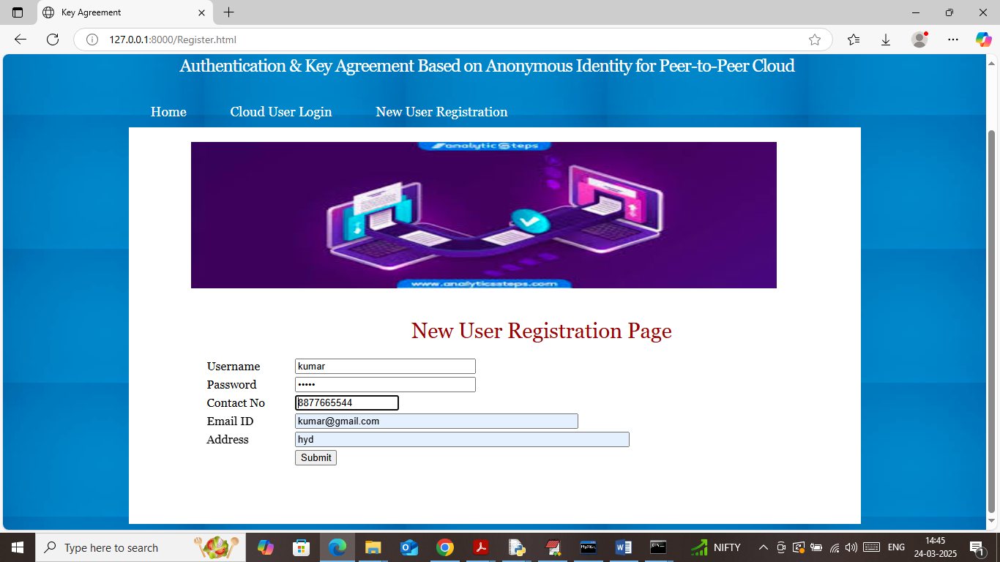 Key Agreement
127.0.0.1:8000/Register.html
Authentication & Key Agreement Based on Anonymous Identity for Peer-to-Peer Cloud
Home Cloud User Login New User Registration
analytic steps
www.analyticssteps.com
New User Registration Page
Username kumar
Password •••••
Contact No 8877665544
Email ID kumar@gmail.com
Address hyd
Submit
Type here to search
NIFTY
ENG
14:45
24-03-2025
1